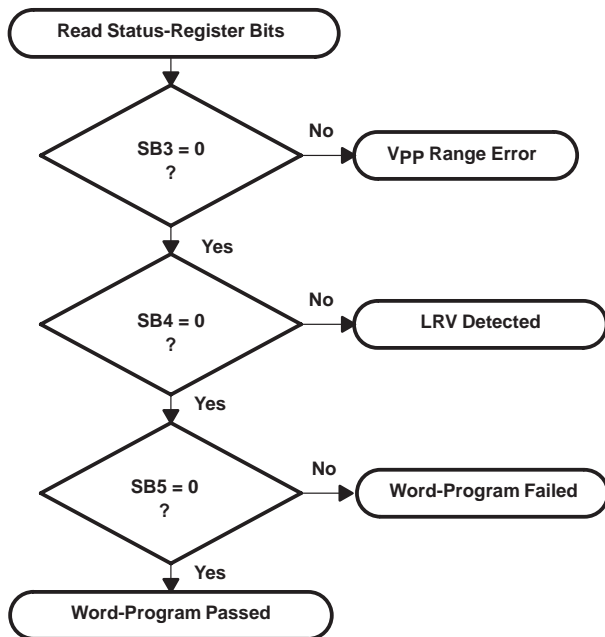 Read Status-Register Bits
SB3 = 0
?
No
VPP Range Error
Yes
SB4 = 0
?
No
LRV Detected
Yes
SB5 = 0
?
No
Word-Program Failed
Yes
Word-Program Passed